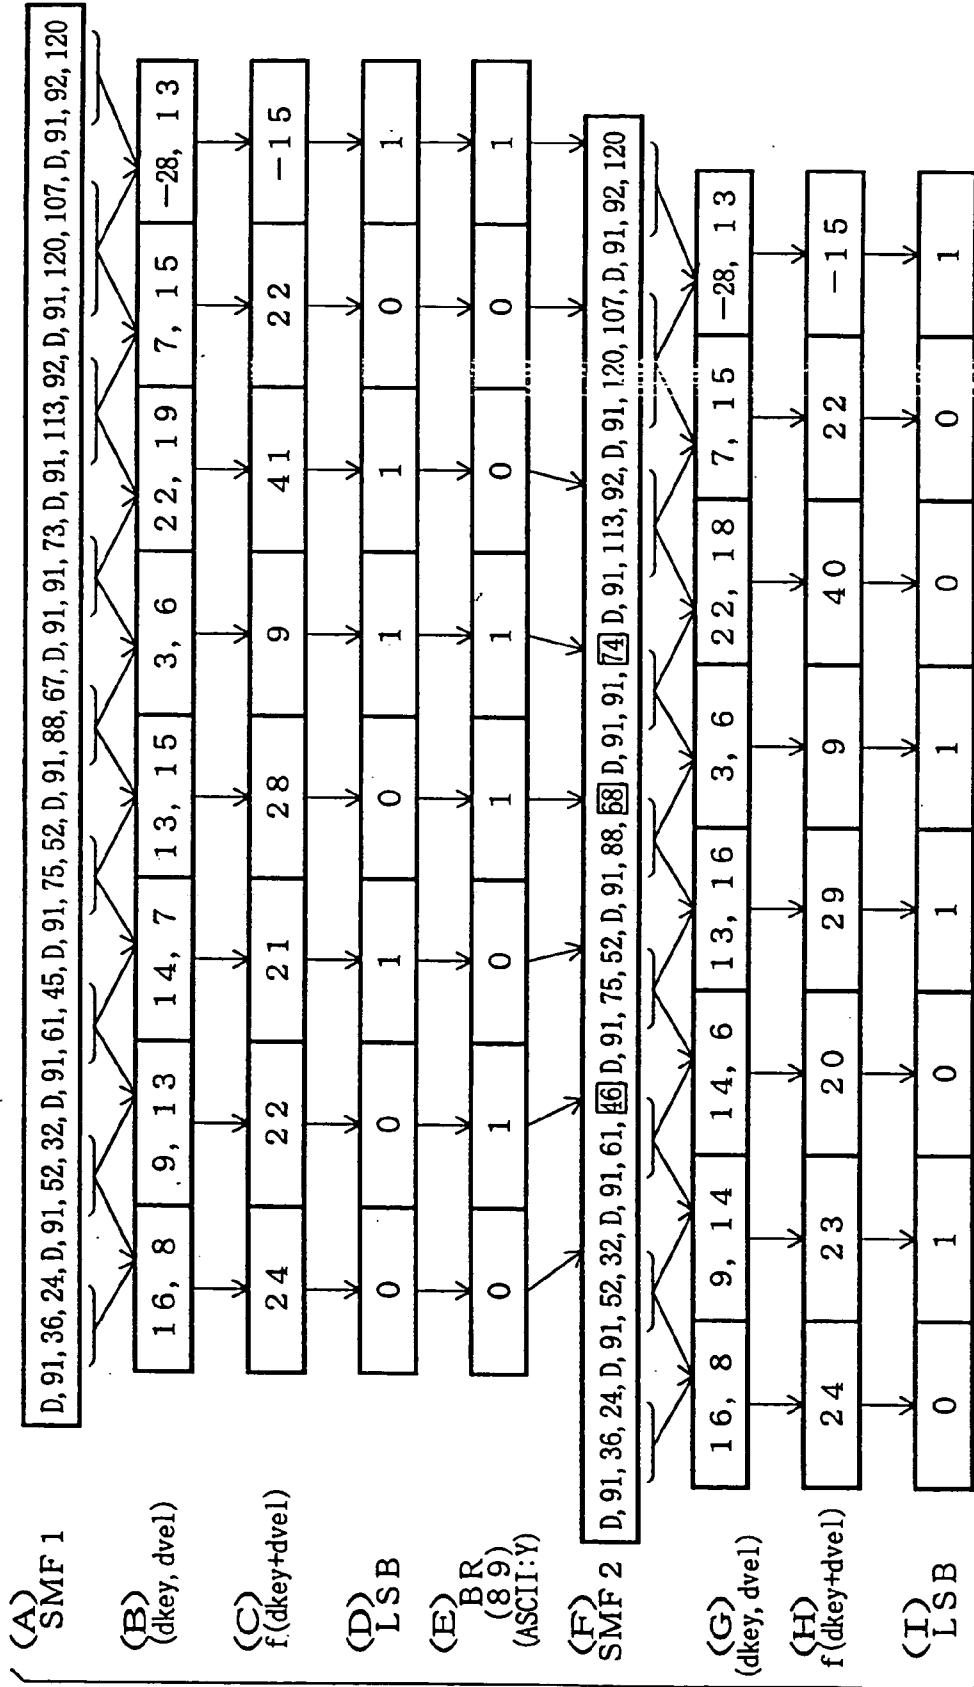 (A)
SMF 1
D, 91, 36, 24, D, 91, 52, 32, D, 91, 61, 45, D, 91, 75, 52, D, 91, 88, 67, D, 91, 91, 73, D, 91, 113, 92, D, 91, 120, 107, D, 91, 92, 120
(B)
(dkey, dvel)
16, 8
9, 13
14, 7
13, 15
3, 6
22, 19
7, 15
-28, 13
(C)
f(dkey+dvel)
24
22
21
28
9
41
22
-15
(D)
LSB
0
0
1
0
1
1
0
1
(E)
BR
(89)
(ASCII:Y)
0
1
0
1
1
0
0
1
(F)
SMF 2
D, 91, 36, 24, D, 91, 52, 32, D, 91, 61, 46, D, 91, 75, 52, D, 91, 88, 68, D, 91, 91, 74, D, 91, 113, 92, D, 91, 120, 107, D, 91, 92, 120
(G)
(dkey, dvel)
16, 8
9, 14
14, 6
13, 16
3, 6
22, 18
7, 15
-28, 13
(H)
f(dkey+dvel)
24
23
20
29
9
40
22
-15
(I)
LSB
0
1
0
1
1
0
0
1